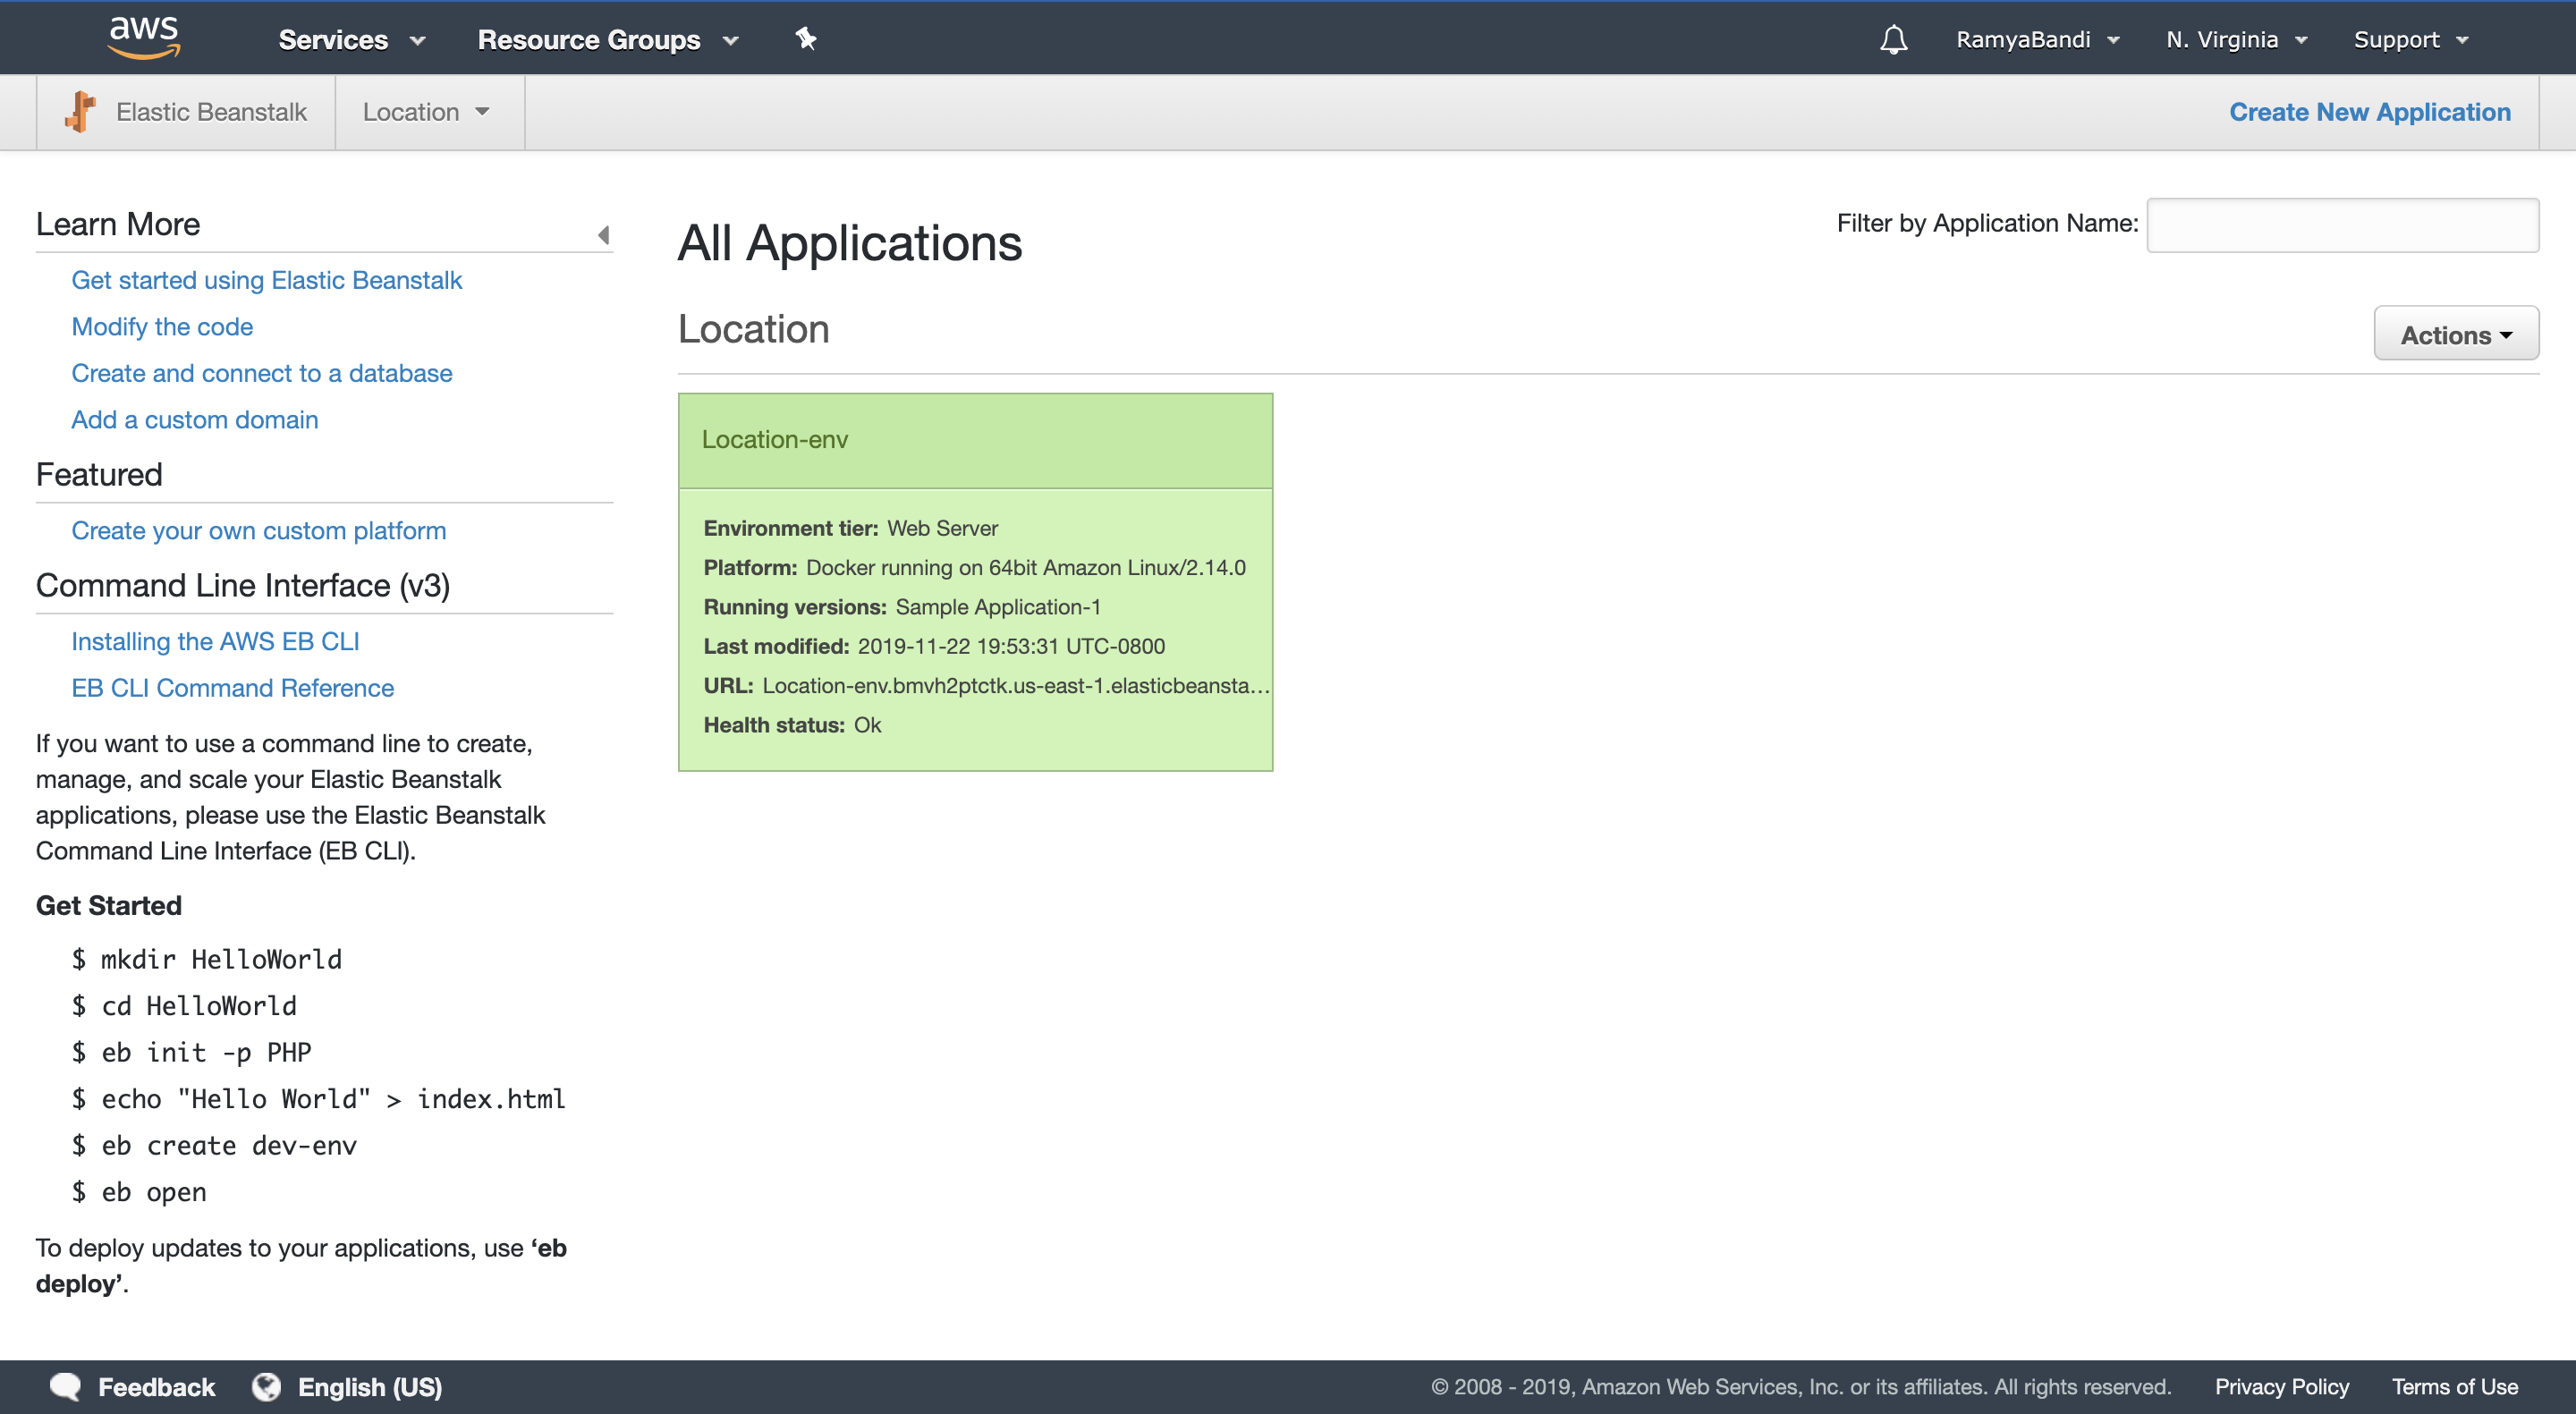 aws Services Resource Groups RamyaBandi N. Virginia Support
Elastic Beanstalk Location Create New Application
Learn More
Get started using Elastic Beanstalk
Modify the code
Create and connect to a database
Add a custom domain
Featured
Create your own custom platform
Command Line Interface (v3)
Installing the AWS EB CLI
EB CLI Command Reference
If you want to use a command line to create,
manage, and scale your Elastic Beanstalk
applications, please use the Elastic Beanstalk
Command Line Interface (EB CLI).
Get Started
$ mkdir HelloWorld
$ cd HelloWorld
$ eb init -p PHP
$ echo "Hello World" > index.html
$ eb create dev-env
$ eb open
To deploy updates to your applications, use ‘eb
deploy’.
All Applications
Filter by Application Name:
Location
Actions
Location-env
Environment tier: Web Server
Platform: Docker running on 64bit Amazon Linux/2.14.0
Running versions: Sample Application-1
Last modified: 2019-11-22 19:53:31 UTC-0800
URL: Location-env.bmvh2ptctk.us-east-1.elasticbeansta...
Health status: Ok
Feedback English (US) © 2008 - 2019, Amazon Web Services, Inc. or its affiliates. All rights reserved. Privacy Policy Terms of Use